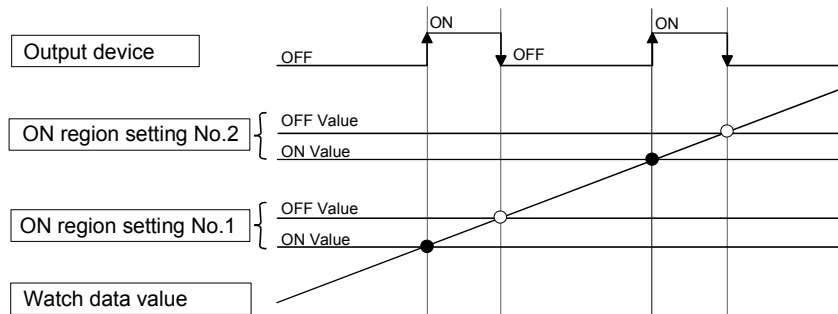 ON
ON
Output device
OFF
OFF
OFF Value
ON region setting No.2
ON Value
OFF Value
ON region setting No.1
ON Value
Watch data value